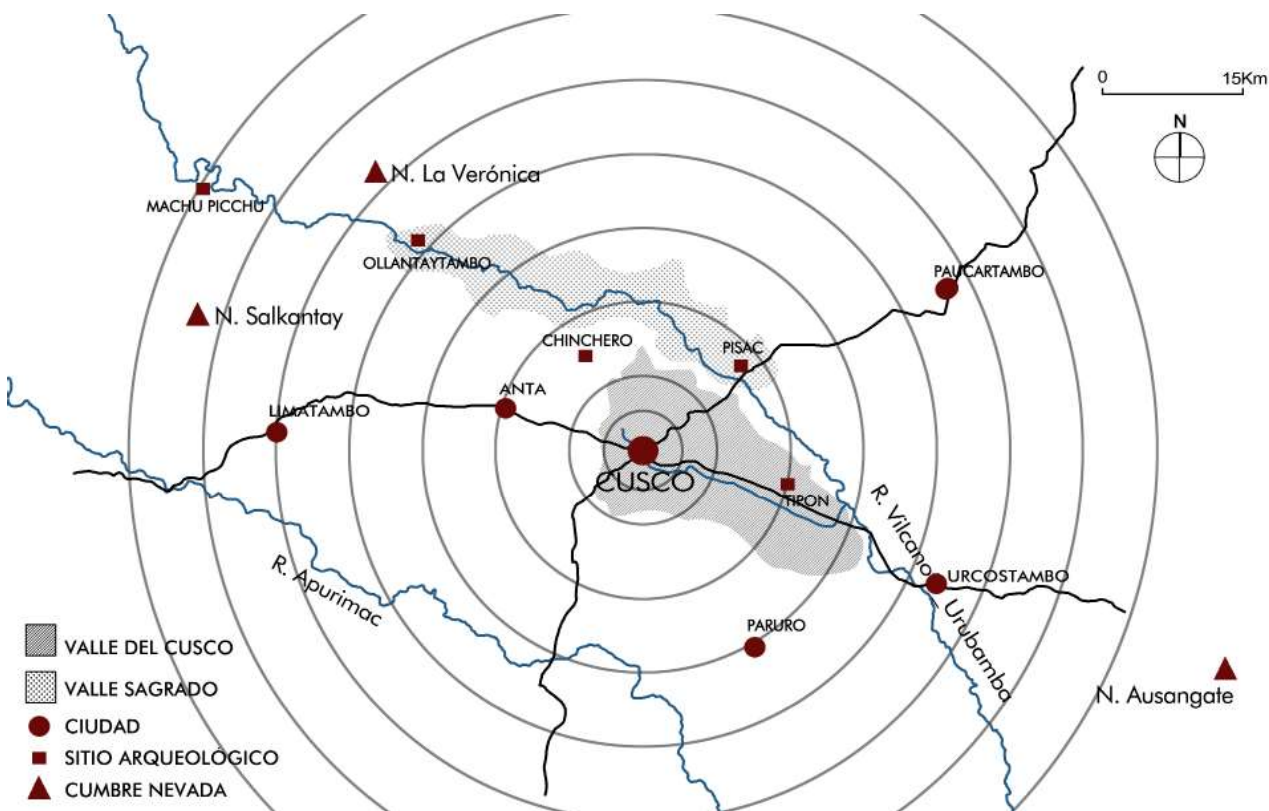 0 15Km
N
N. La Verónica
MACHU PICCHU
OLLANTAYTAMBO
PAUCARTAMBO
N. Salkantay
CHINCHERO
PISAC
ANTA
LIMATAMBO
CUSCO
TIPON
R. Vilcano
URCOSTAMBO
R. Apurimac
Urubamba
PARURO
N. Ausangate
VALLE DEL CUSCO
VALLE SAGRADO
CIUDAD
SITIO ARQUEOLÓGICO
CUMBRE NEVADA